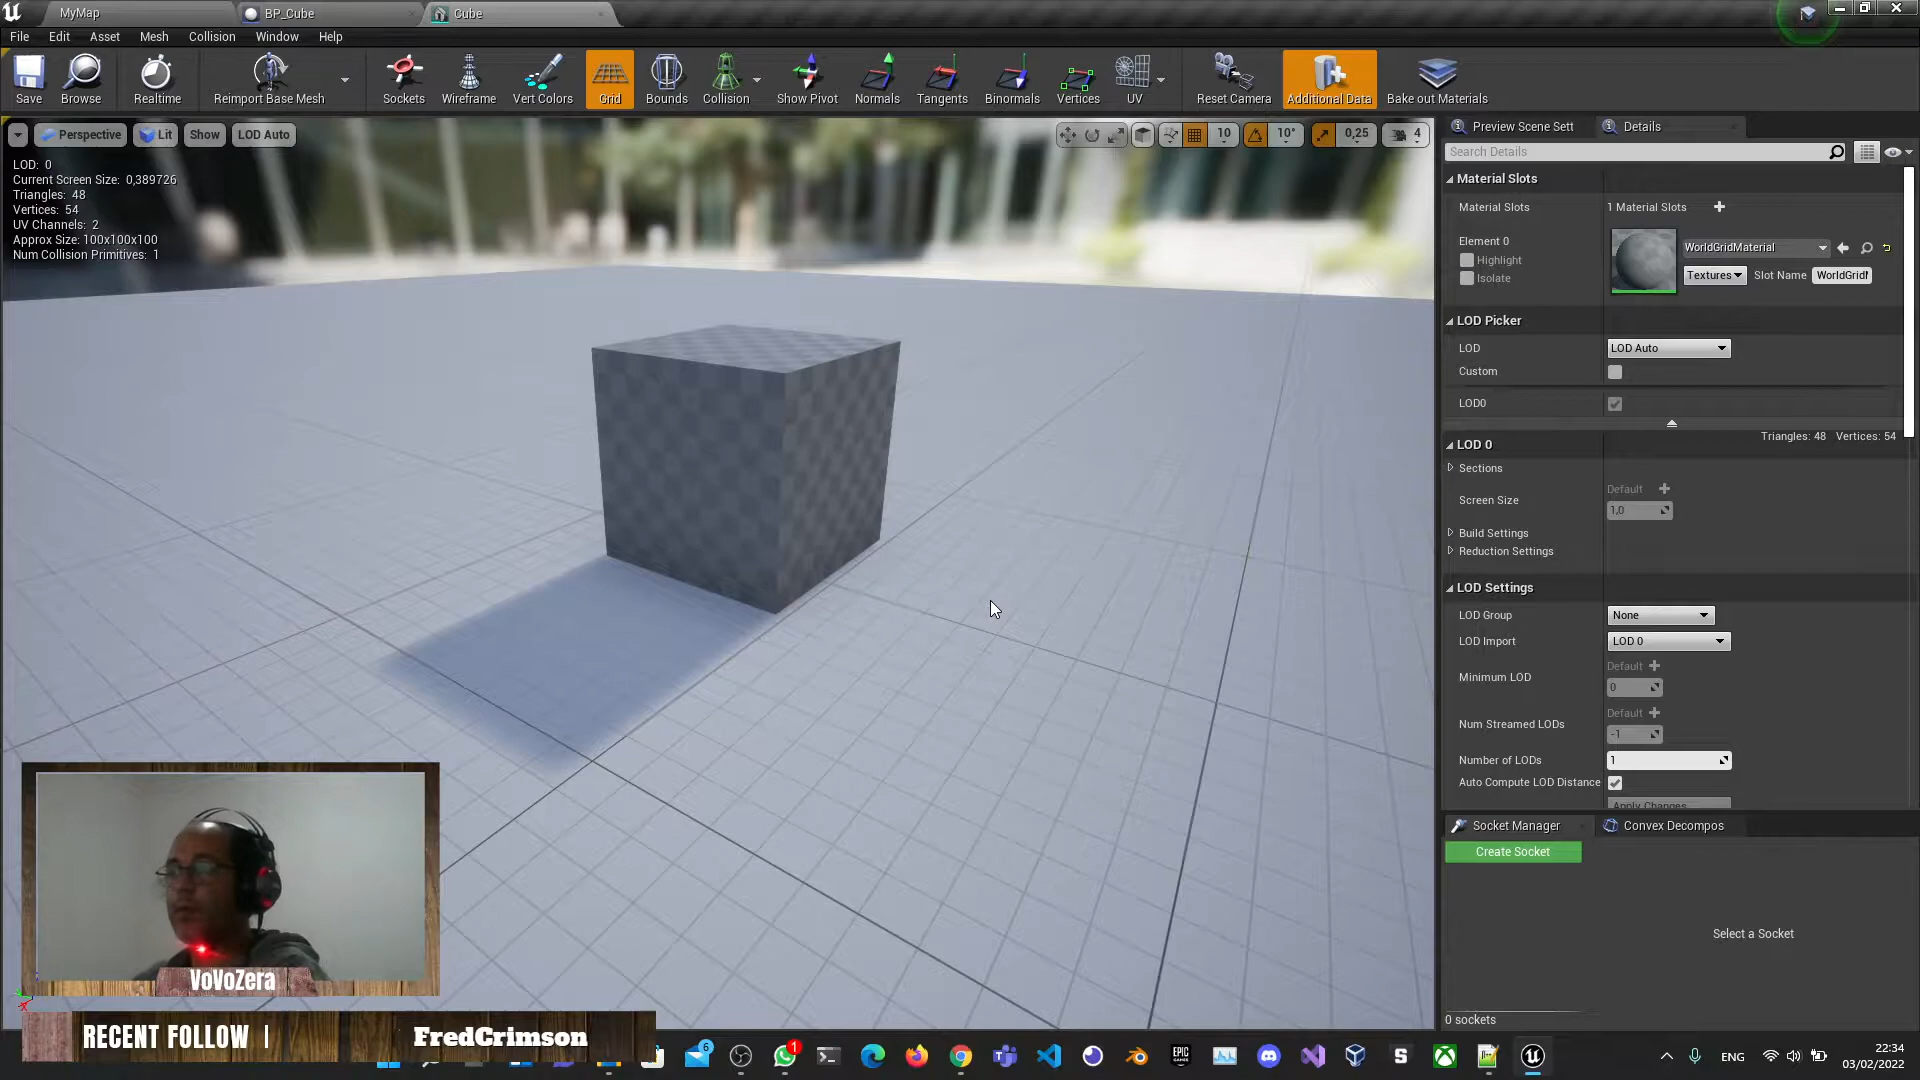 MyMap
BP_Cube
Cube
File Edit Asset Mesh Collision Window Help
Save Browse Realtime Reimport Base Mesh Sockets Wireframe Vert Colors Grid Bounds Collision Show Pivot Normals Tangents Binormals Vertices UV Reset Camera Additional Data Bake out Materials
Perspective Lit Show LOD Auto
10 10° 0,25 4
LOD: 0
Current Screen Size: 0,389726
Triangles: 48
Vertices: 54
UV Channels: 2
Approx Size: 100x100x100
Num Collision Primitives: 1
Preview Scene Sett Details
Search Details
Material Slots
Material Slots 1 Material Slots
Element 0
Highlight
Isolate
WorldGridMaterial
Textures Slot Name WorldGridM
LOD Picker
LOD LOD Auto
Custom
LOD0
Triangles: 48 Vertices: 54
LOD 0
Sections
Screen Size Default
1,0
Build Settings
Reduction Settings
LOD Settings
LOD Group None
LOD Import LOD 0
Minimum LOD Default
0
Num Streamed LODs Default
-1
Number of LODs 1
Auto Compute LOD Distance
Apply Changes
Socket Manager Convex Decompos
Create Socket
Select a Socket
0 sockets
VoVoZera
RECENT FOLLOW |
FredCrimson
6
1
EPIC GAMES
S
ENG
22:34
03/02/2022